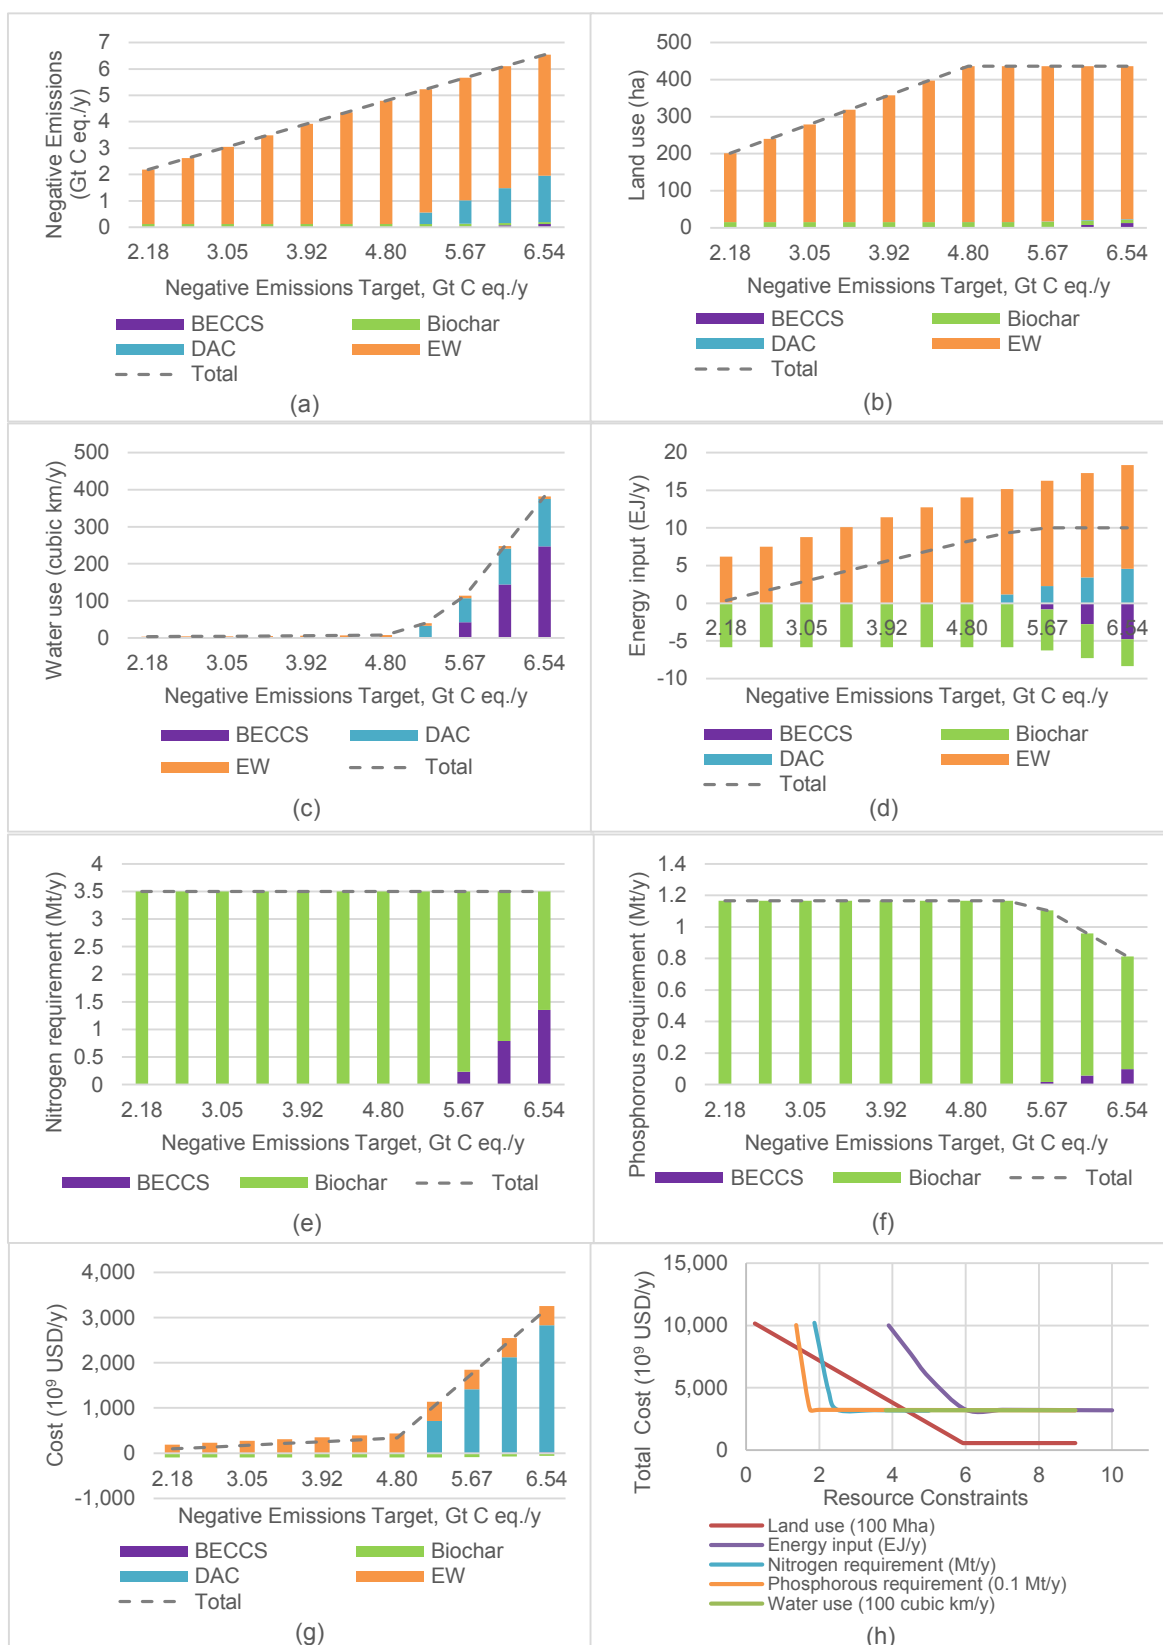 Negative Emissions
(Gt C eq./y)
7
6
5
4
3
2
1
0
2.18 3.05 3.92 4.80 5.67 6.54
Negative Emissions Target, Gt C eq./y
BECCS Biochar
DAC EW
Total
(a)
Land use (ha)
500
400
300
200
100
0
2.18 3.05 3.92 4.80 5.67 6.54
Negative Emissions Target, Gt C eq./y
BECCS Biochar
DAC EW
Total
(b)
Water use (cubic km/y)
500
400
300
200
100
0
2.18 3.05 3.92 4.80 5.67 6.54
Negative Emissions Target, Gt C eq./y
BECCS DAC
EW Total
(c)
Energy input (EJ/y)
20
15
10
5
0
-5
-10
2.18 3.05 3.92 4.80 5.67 6.54
Negative Emissions Target, Gt C eq./y
BECCS Biochar
DAC EW
Total
(d)
Nitrogen requirement (Mt/y)
4
3.5
3
2.5
2
1.5
1
0.5
0
2.18 3.05 3.92 4.80 5.67 6.54
Negative Emissions Target, Gt C eq./y
BECCS Biochar Total
(e)
Phosphorous requirement (Mt/y)
1.4
1.2
1
0.8
0.6
0.4
0.2
0
2.18 3.05 3.92 4.80 5.67 6.54
Negative Emissions Target, Gt C eq./y
BECCS Biochar Total
(f)
Cost (10⁹ USD/y)
4,000
3,000
2,000
1,000
0
-1,000
2.18 3.05 3.92 4.80 5.67 6.54
Negative Emissions Target, Gt C eq./y
BECCS Biochar
DAC EW
Total
(g)
Total Cost (10⁹ USD/y)
15,000
10,000
5,000
0
0 2 4 6 8 10
Resource Constraints
Land use (100 Mha)
Energy input (EJ/y)
Nitrogen requirement (Mt/y)
Phosphorous requirement (0.1 Mt/y)
Water use (100 cubic km/y)
(h)